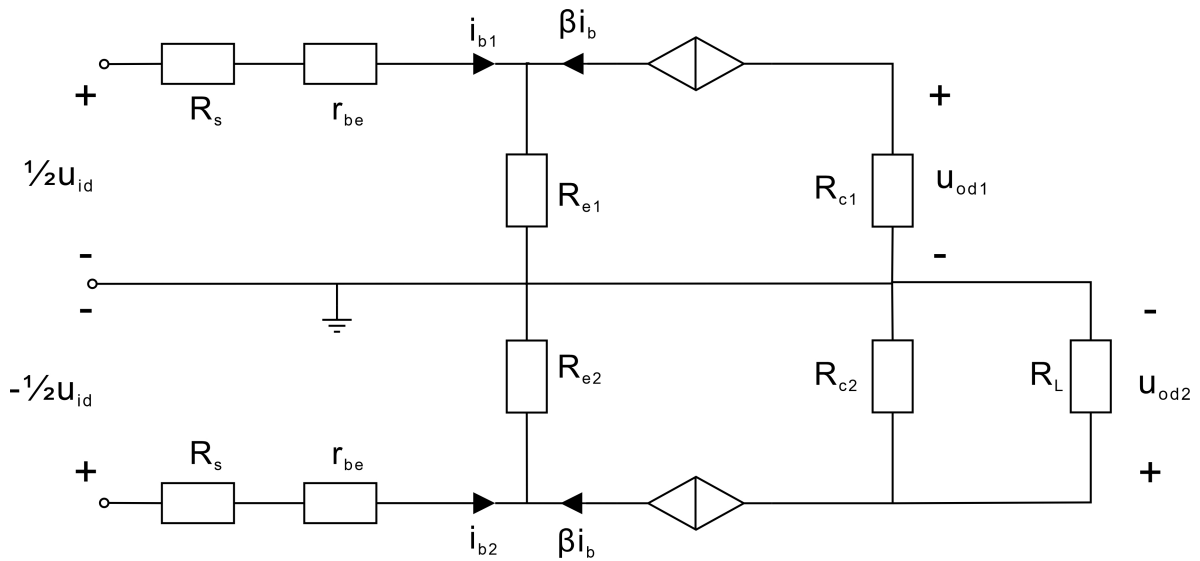 i_b1 βi_b
+ +
R_s r_be
½u_id R_e1 R_c1 u_od1
- -
- -
-½u_id R_e2 R_c2 R_L u_od2
R_s r_be
+ +
i_b2 βi_b